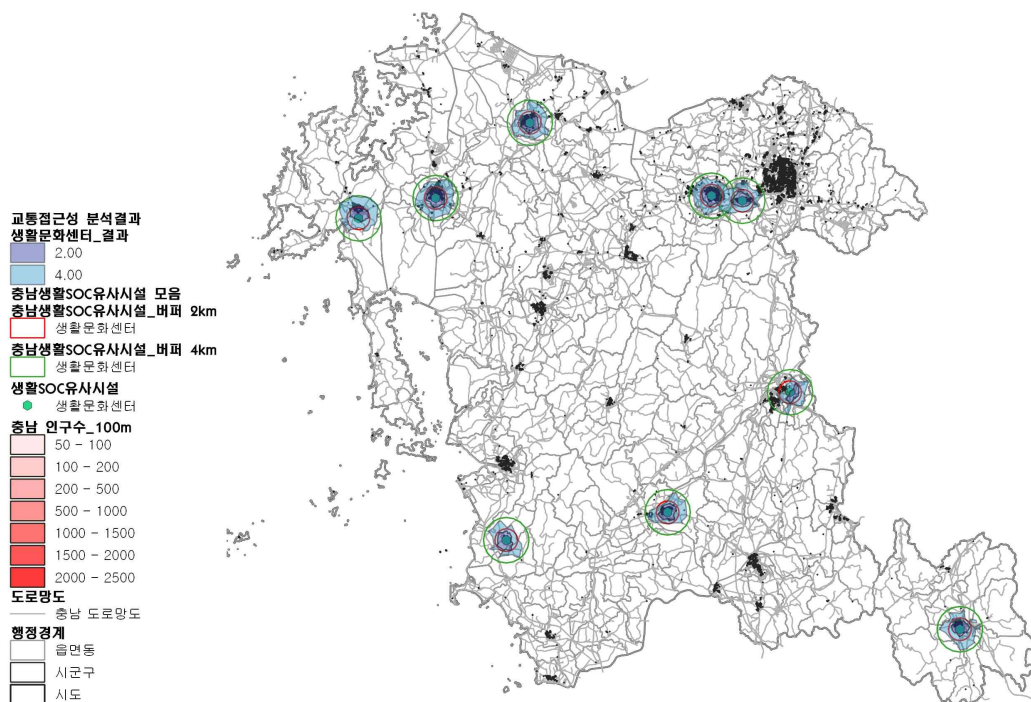 교통접근성 분석결과
생활문화센터_결과
2.00
4.00
충남생활SOC유사시설 모음
충남생활SOC유사시설_버퍼 2km
생활문화센터
충남생활SOC유사시설_버퍼 4km
생활문화센터
생활SOC유사시설
생활문화센터
충남 인구수_100m
50 - 100
100 - 200
200 - 500
500 - 1000
1000 - 1500
1500 - 2000
2000 - 2500
도로망도
충남 도로망도
행정경계
읍면동
시군구
시도